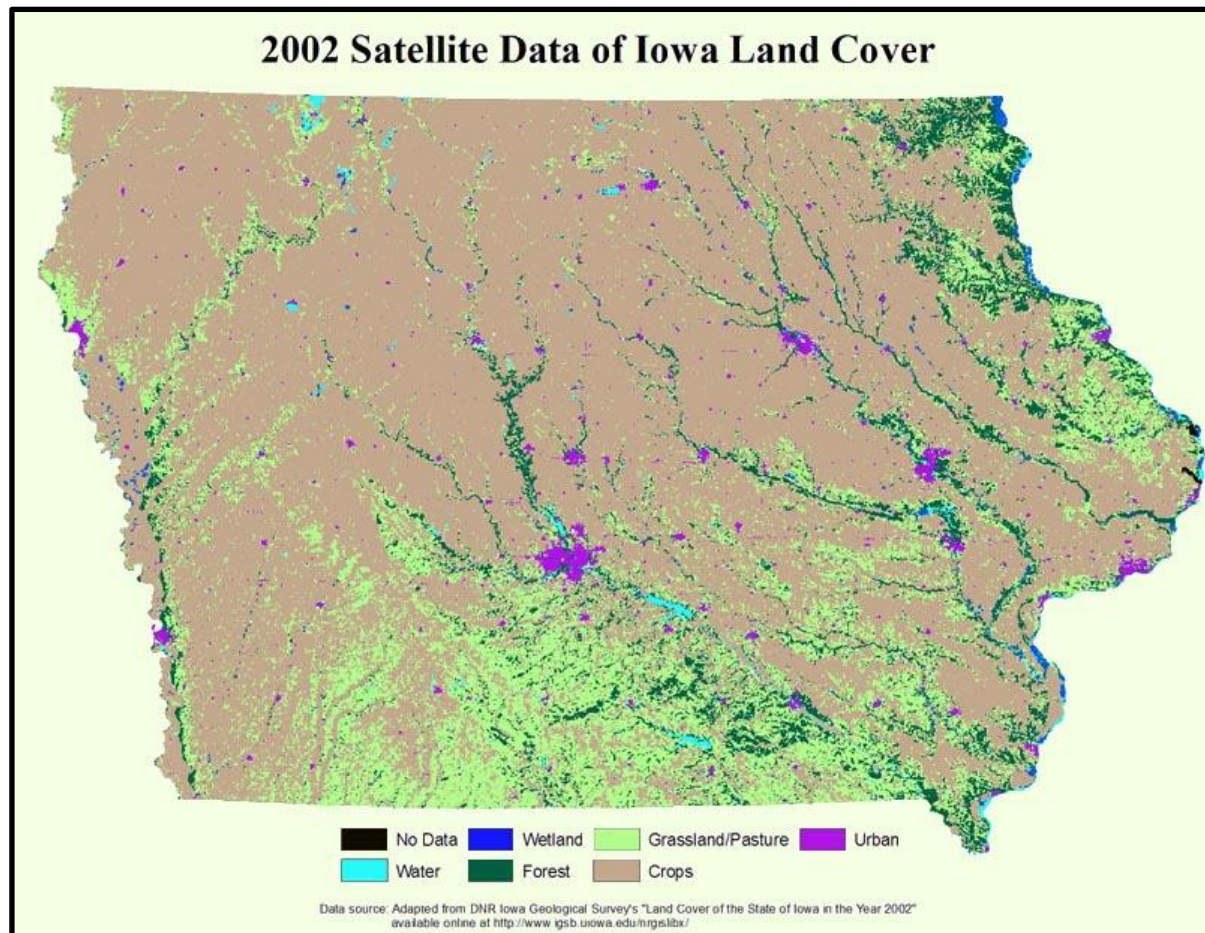 2002 Satellite Data of Iowa Land Cover
No Data
Wetland
Grassland/Pasture
Urban
Water
Forest
Crops
Data source: Adapted from DNR Iowa Geological Survey's "Land Cover of the State of Iowa in the Year 2002"
available online at http://www.igsb.uiowa.edu/nrgislibx/